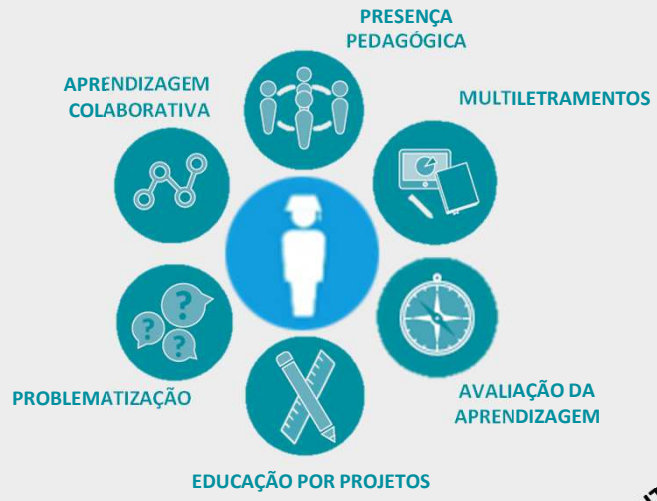 PRESENÇA
PEDAGÓGICA
APRENDIZAGEM
COLABORATIVA
MULTILETRAMENTOS
? ? ?
PROBLEMATIZAÇÃO
AVALIAÇÃO DA
APRENDIZAGEM
EDUCAÇÃO POR PROJETOS